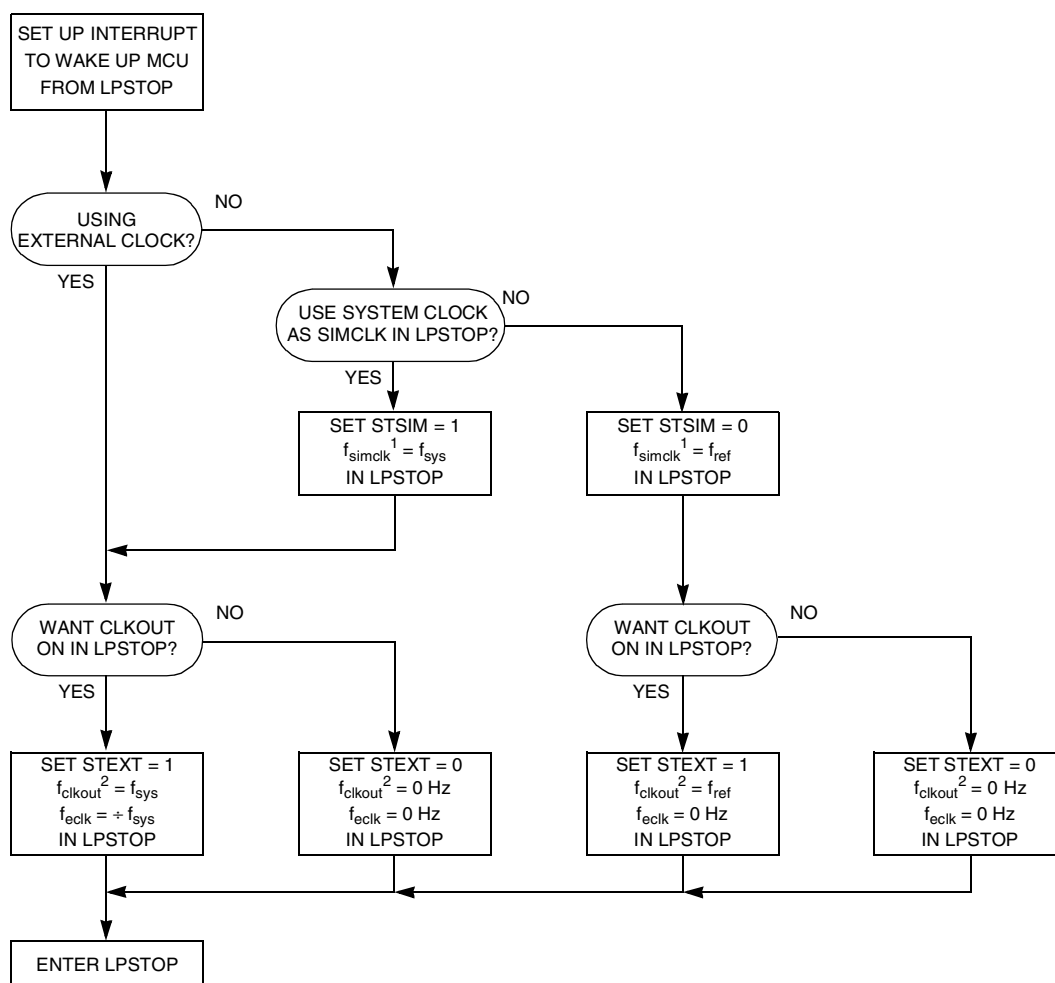 SET UP INTERRUPT
TO WAKE UP MCU
FROM LPSTOP
USING
EXTERNAL CLOCK?
NO
YES
USE SYSTEM CLOCK
AS SIMCLK IN LPSTOP?
NO
YES
SET STSIM = 1
fsimclk1 = fsys
IN LPSTOP
SET STSIM = 0
fsimclk1 = fref
IN LPSTOP
WANT CLKOUT
ON IN LPSTOP?
NO
YES
WANT CLKOUT
ON IN LPSTOP?
NO
YES
SET STEXT = 1
fclkout2 = fsys
feclk = ÷ fsys
IN LPSTOP
SET STEXT = 0
fclkout2 = 0 Hz
feclk = 0 Hz
IN LPSTOP
SET STEXT = 1
fclkout2 = fref
feclk = 0 Hz
IN LPSTOP
SET STEXT = 0
fclkout2 = 0 Hz
feclk = 0 Hz
IN LPSTOP
ENTER LPSTOP